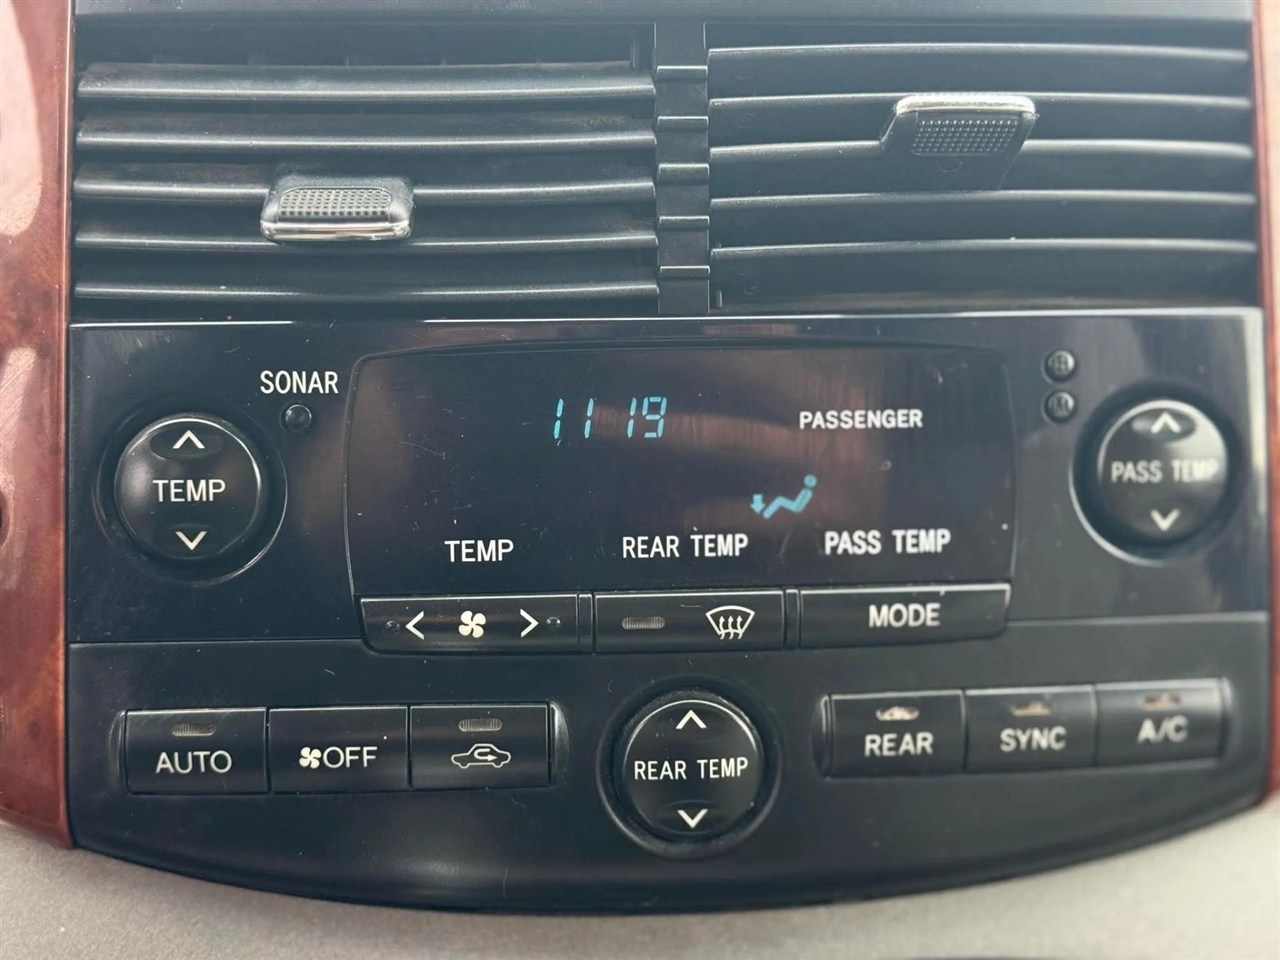 SONAR
11 19
PASSENGER
H
M
TEMP
PASS TEMP
TEMP
REAR TEMP
PASS TEMP
MODE
AUTO
OFF
REAR TEMP
REAR
SYNC
A/C